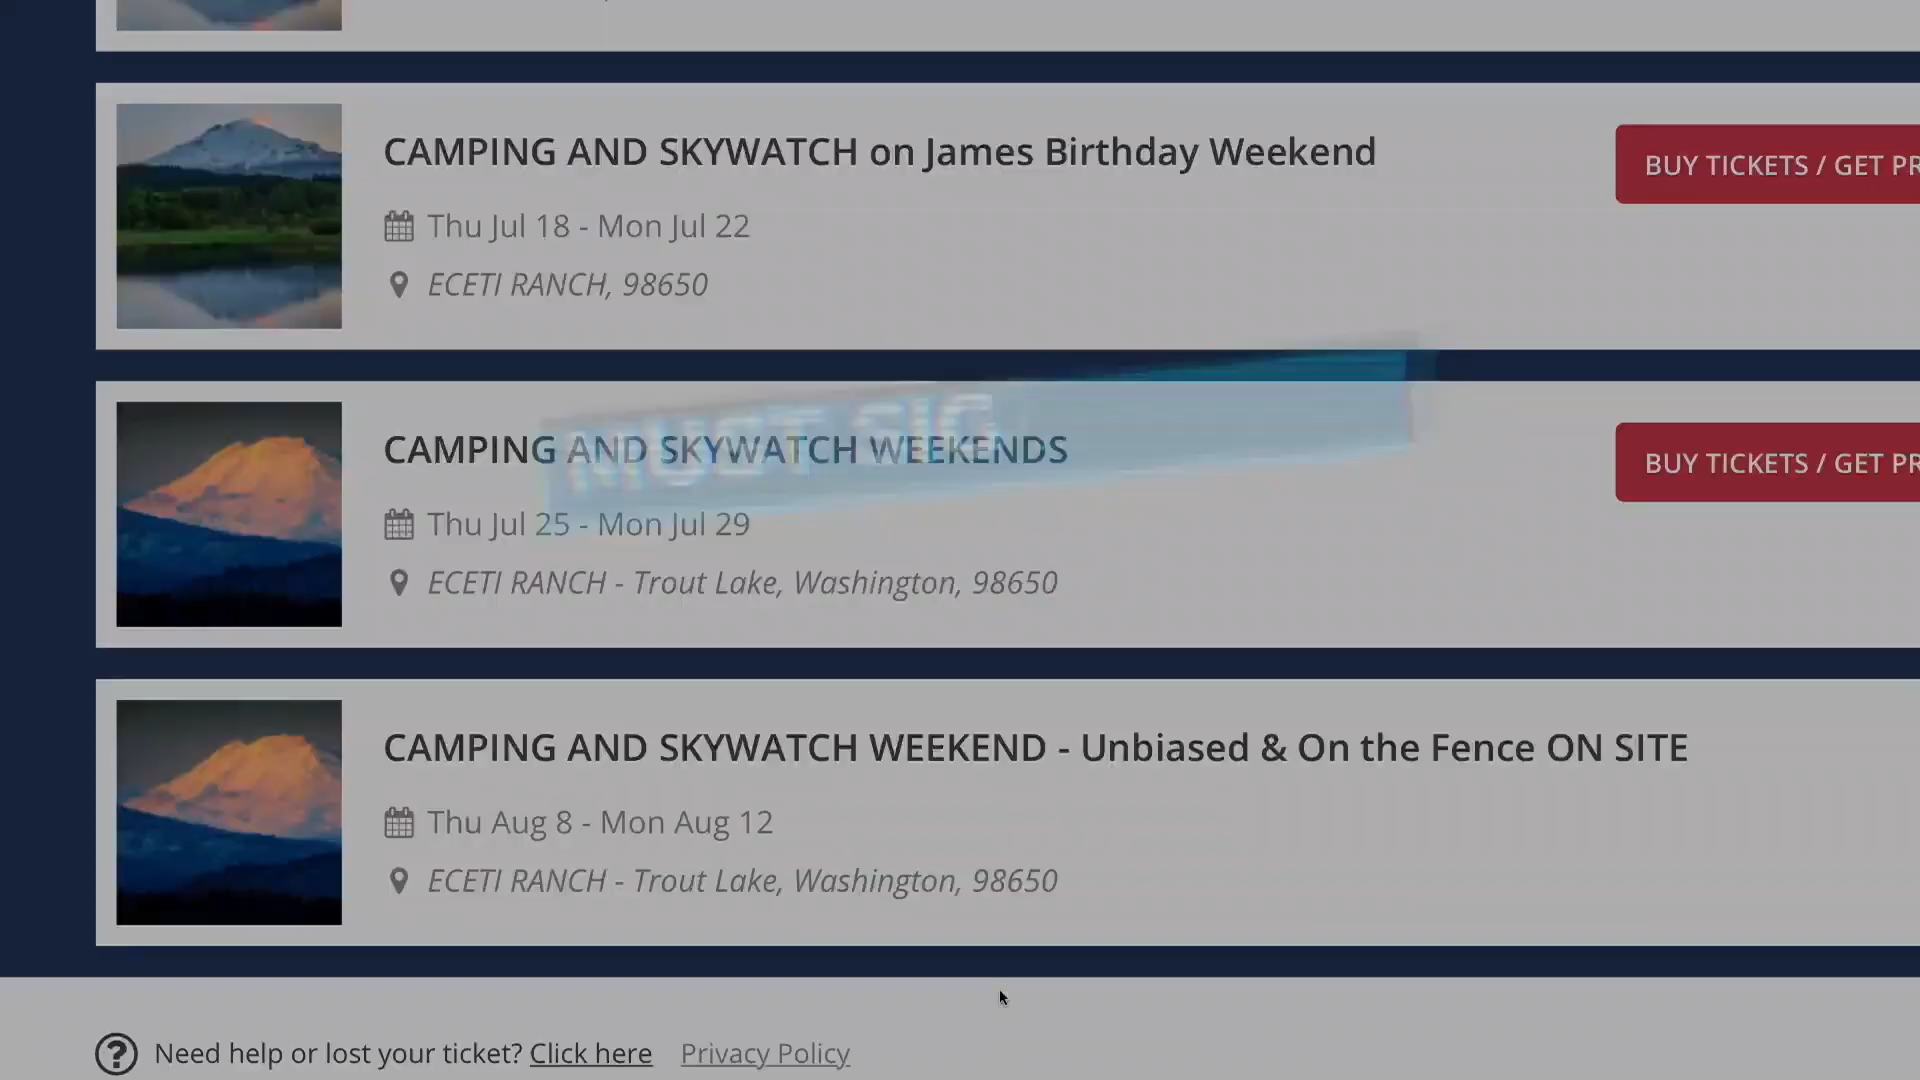 CAMPING AND SKYWATCH on James Birthday Weekend
BUY TICKETS / GET PR
Thu Jul 18 - Mon Jul 22
ECETI RANCH, 98650
MUST SIG
CAMPING AND SKYWATCH WEEKENDS
BUY TICKETS / GET PR
Thu Jul 25 - Mon Jul 29
ECETI RANCH - Trout Lake, Washington, 98650
CAMPING AND SKYWATCH WEEKEND - Unbiased & On the Fence ON SITE
Thu Aug 8 - Mon Aug 12
ECETI RANCH - Trout Lake, Washington, 98650
Need help or lost your ticket? Click here Privacy Policy